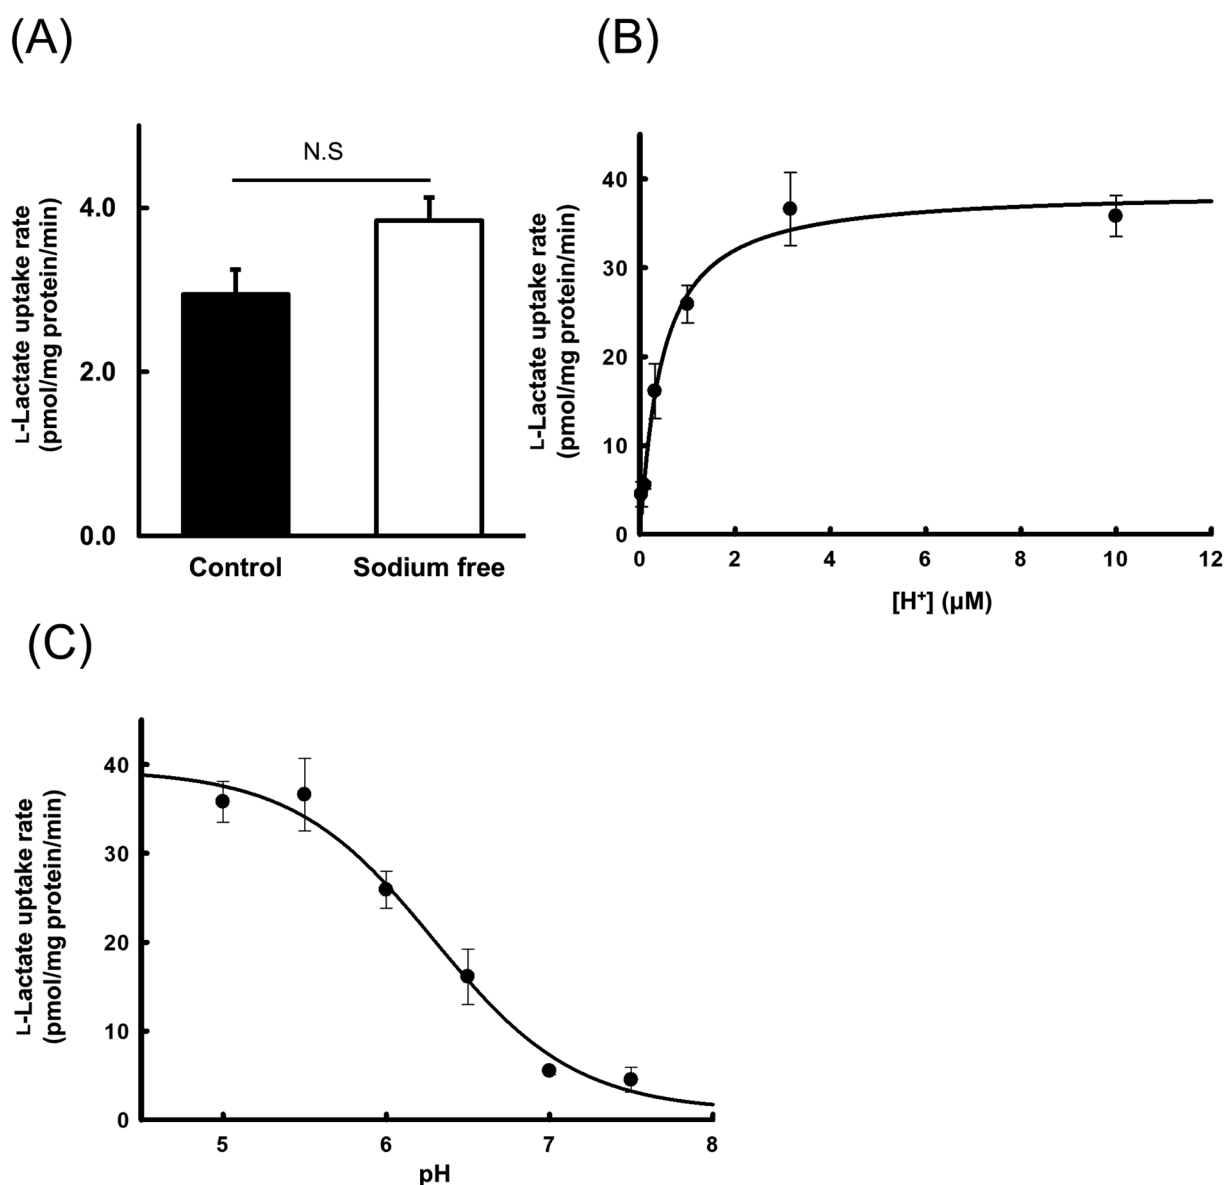 (A)
N.S
L-Lactate uptake rate
(pmol/mg protein/min)
4.0
2.0
0.0
Control
Sodium free
(B)
L-Lactate uptake rate
(pmol/mg protein/min)
40
30
20
10
0
0 2 4 6 8 10 12
[H⁺] (µM)
(C)
L-Lactate uptake rate
(pmol/mg protein/min)
40
30
20
10
0
5 6 7 8
pH